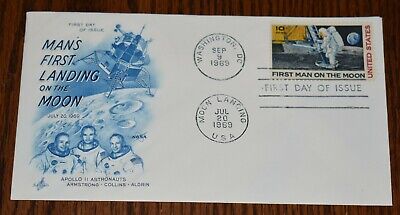 FIRST DAY
OF ISSUE
MAN'S
FIRST
LANDING
ON THE
MOON
JULY 20, 1969
NASA
APOLLO 11 ASTRONAUTS
ARMSTRONG · COLLINS · ALDRIN
WASHINGTON, DC
SEP
9
1969
MOON LANDING
JUL
20
1969
USA
10¢
UNITED STATES
FIRST MAN ON THE MOON
FIRST DAY OF ISSUE